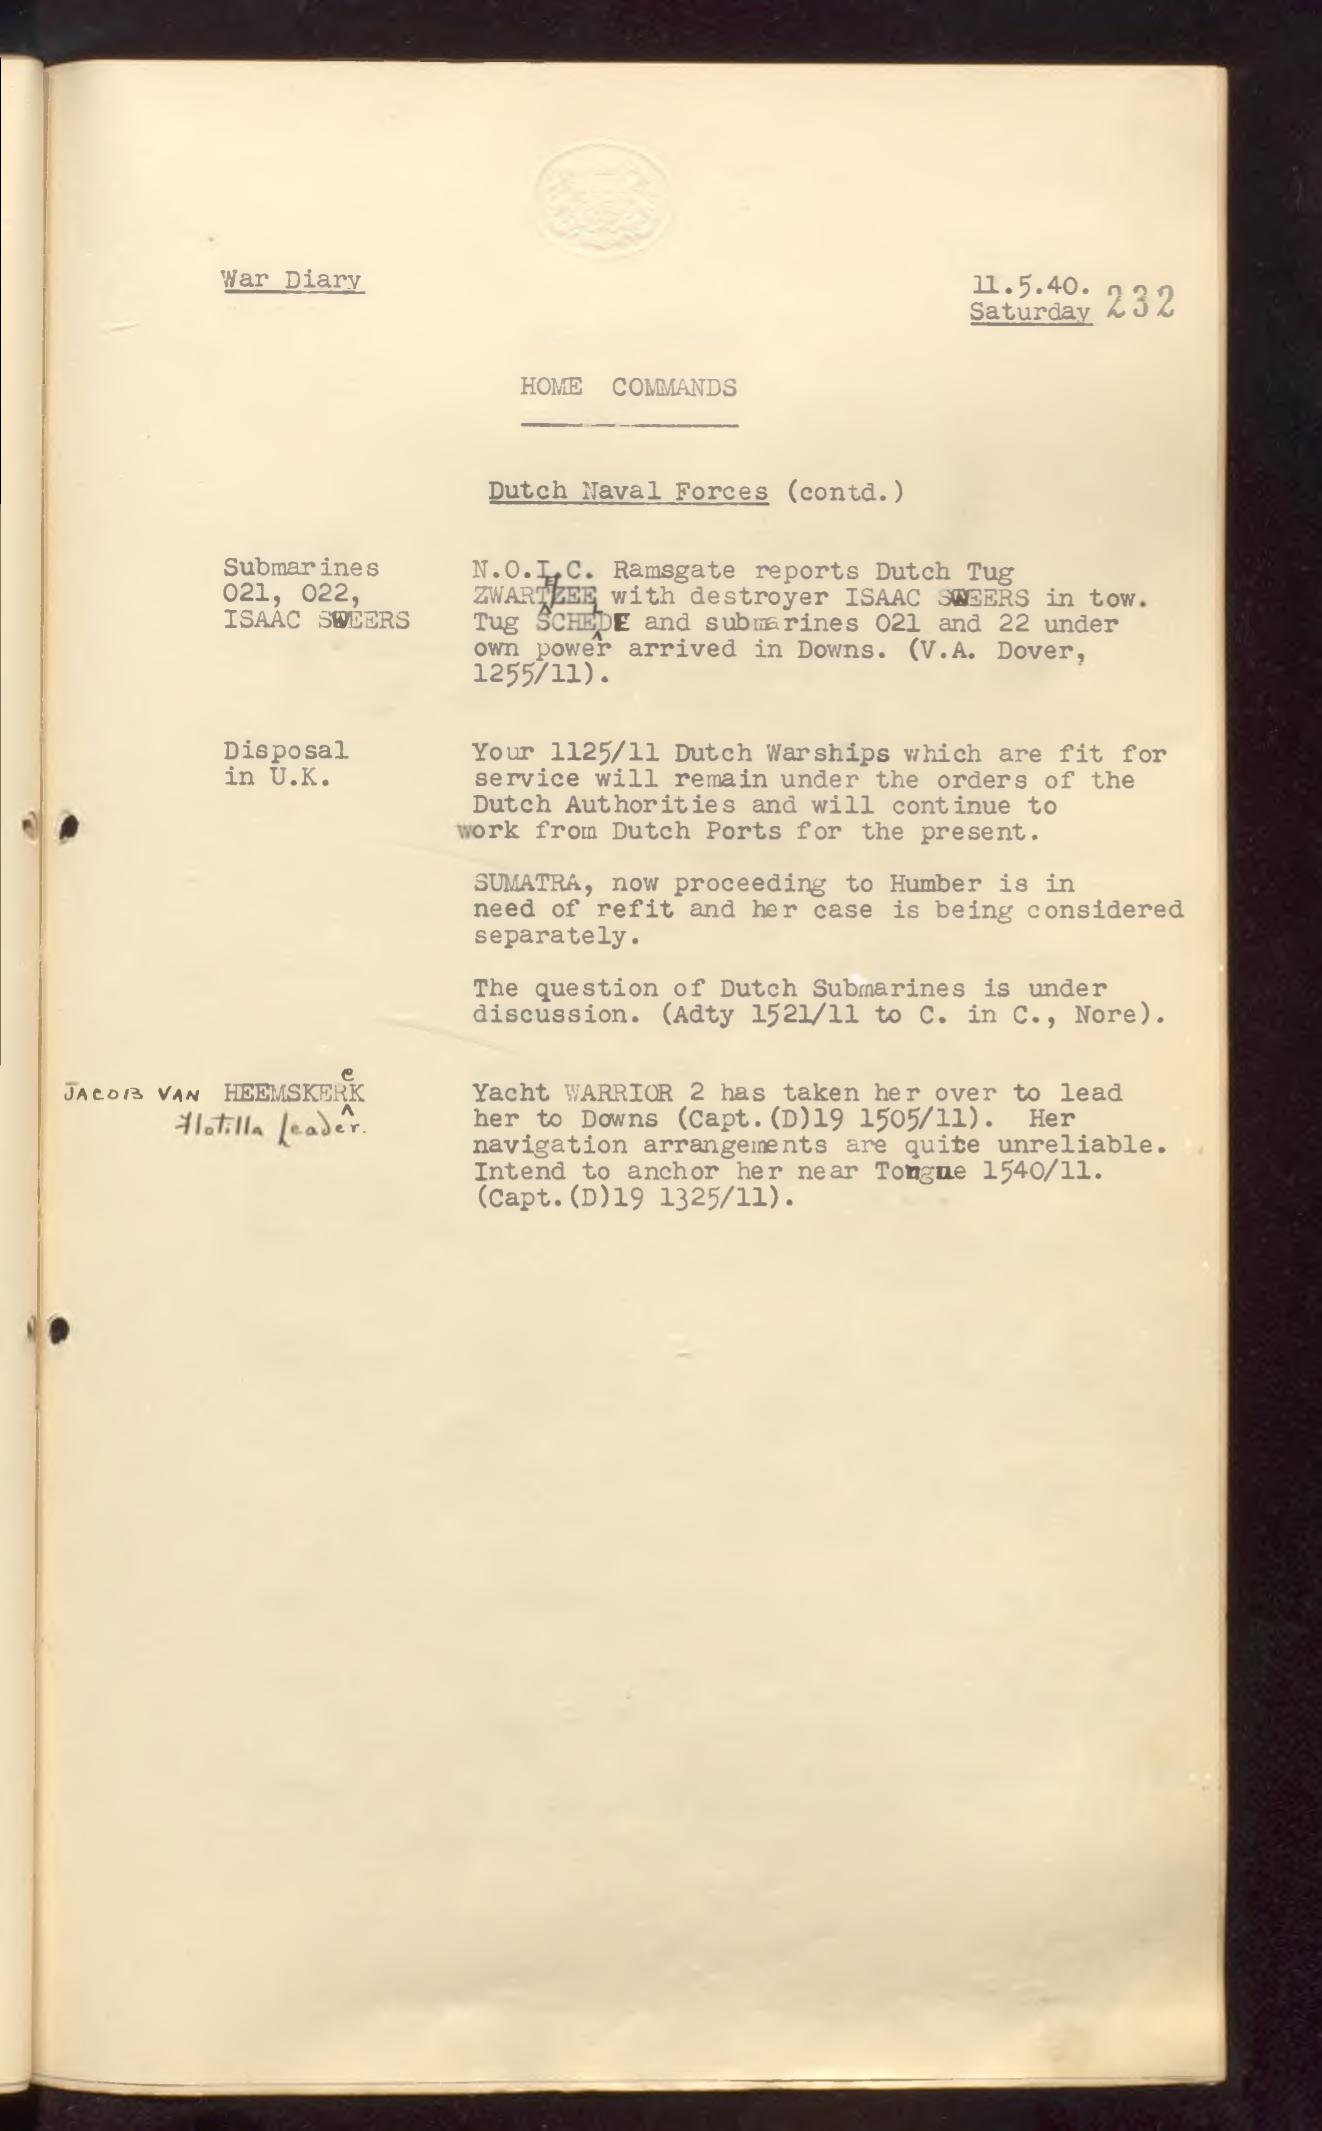 War Diary
11.5.40.
Saturday 232
HOME COMMANDS
Dutch Naval Forces (contd.)
Submarines
O21, O22,
ISAAC SWEERS
N.O.I.C. Ramsgate reports Dutch Tug
ZWARTEZEE with destroyer ISAAC SWEERS in tow.
Tug SCHELDE and submarines O21 and 22 under
own power arrived in Downs. (V.A. Dover,
1255/11).
Disposal
in U.K.
Your 1125/11 Dutch Warships which are fit for
service will remain under the orders of the
Dutch Authorities and will continue to
work from Dutch Ports for the present.
SUMATRA, now proceeding to Humber is in
need of refit and her case is being considered
separately.
The question of Dutch Submarines is under
discussion. (Adty 1521/11 to C. in C., Nore).
JACOB VAN HEEMSKERcK
Flotilla Leader.
Yacht WARRIOR 2 has taken her over to lead
her to Downs (Capt.(D)19 1505/11). Her
navigation arrangements are quite unreliable.
Intend to anchor her near Tongue 1540/11.
(Capt.(D)19 1325/11).